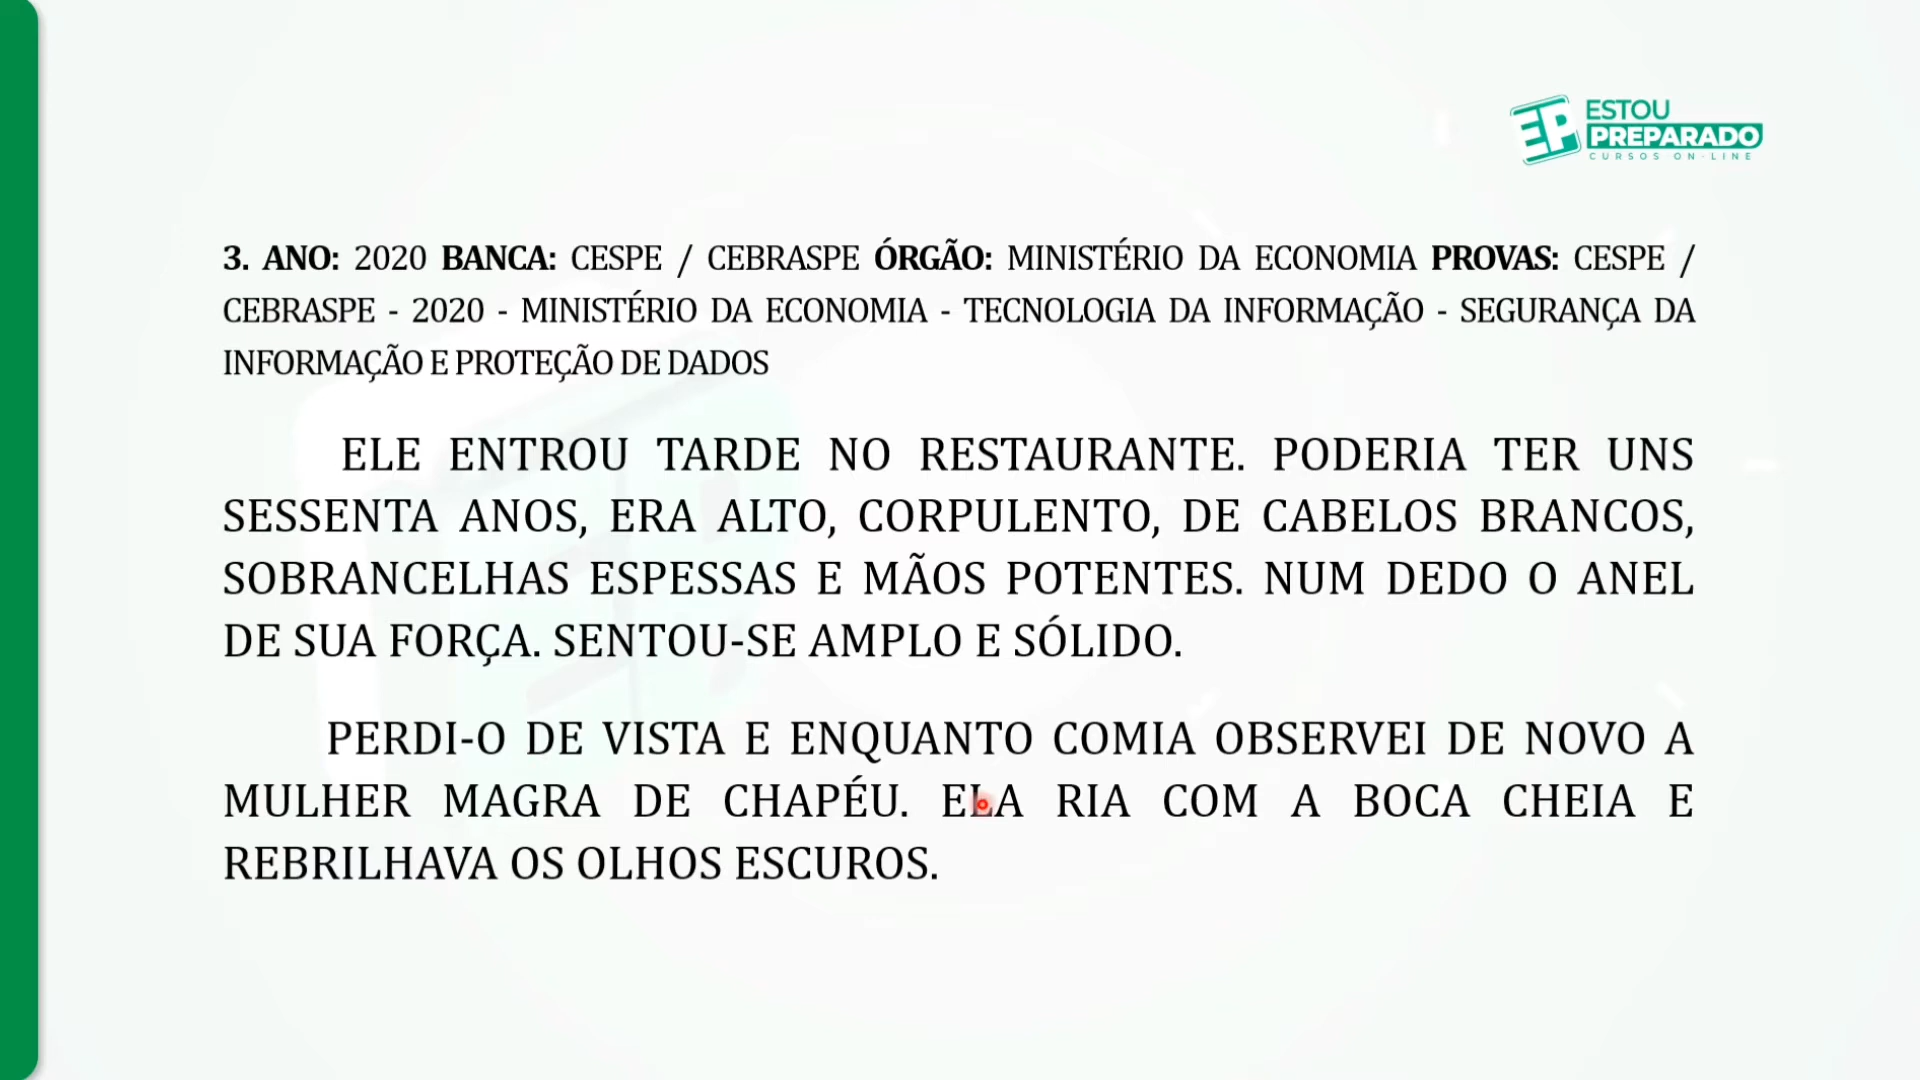 EP ESTOU
PREPARADO
CURSOS ON-LINE
3. ANO: 2020 BANCA: CESPE / CEBRASPE ÓRGÃO: MINISTÉRIO DA ECONOMIA PROVAS: CESPE /
CEBRASPE - 2020 - MINISTÉRIO DA ECONOMIA - TECNOLOGIA DA INFORMAÇÃO - SEGURANÇA DA
INFORMAÇÃO E PROTEÇÃO DE DADOS
ELE ENTROU TARDE NO RESTAURANTE. PODERIA TER UNS
SESSENTA ANOS, ERA ALTO, CORPULENTO, DE CABELOS BRANCOS,
SOBRANCELHAS ESPESSAS E MÃOS POTENTES. NUM DEDO O ANEL
DE SUA FORÇA. SENTOU-SE AMPLO E SÓLIDO.
PERDI-O DE VISTA E ENQUANTO COMIA OBSERVEI DE NOVO A
MULHER MAGRA DE CHAPÉU. ELA RIA COM A BOCA CHEIA E
REBRILHAVA OS OLHOS ESCUROS.